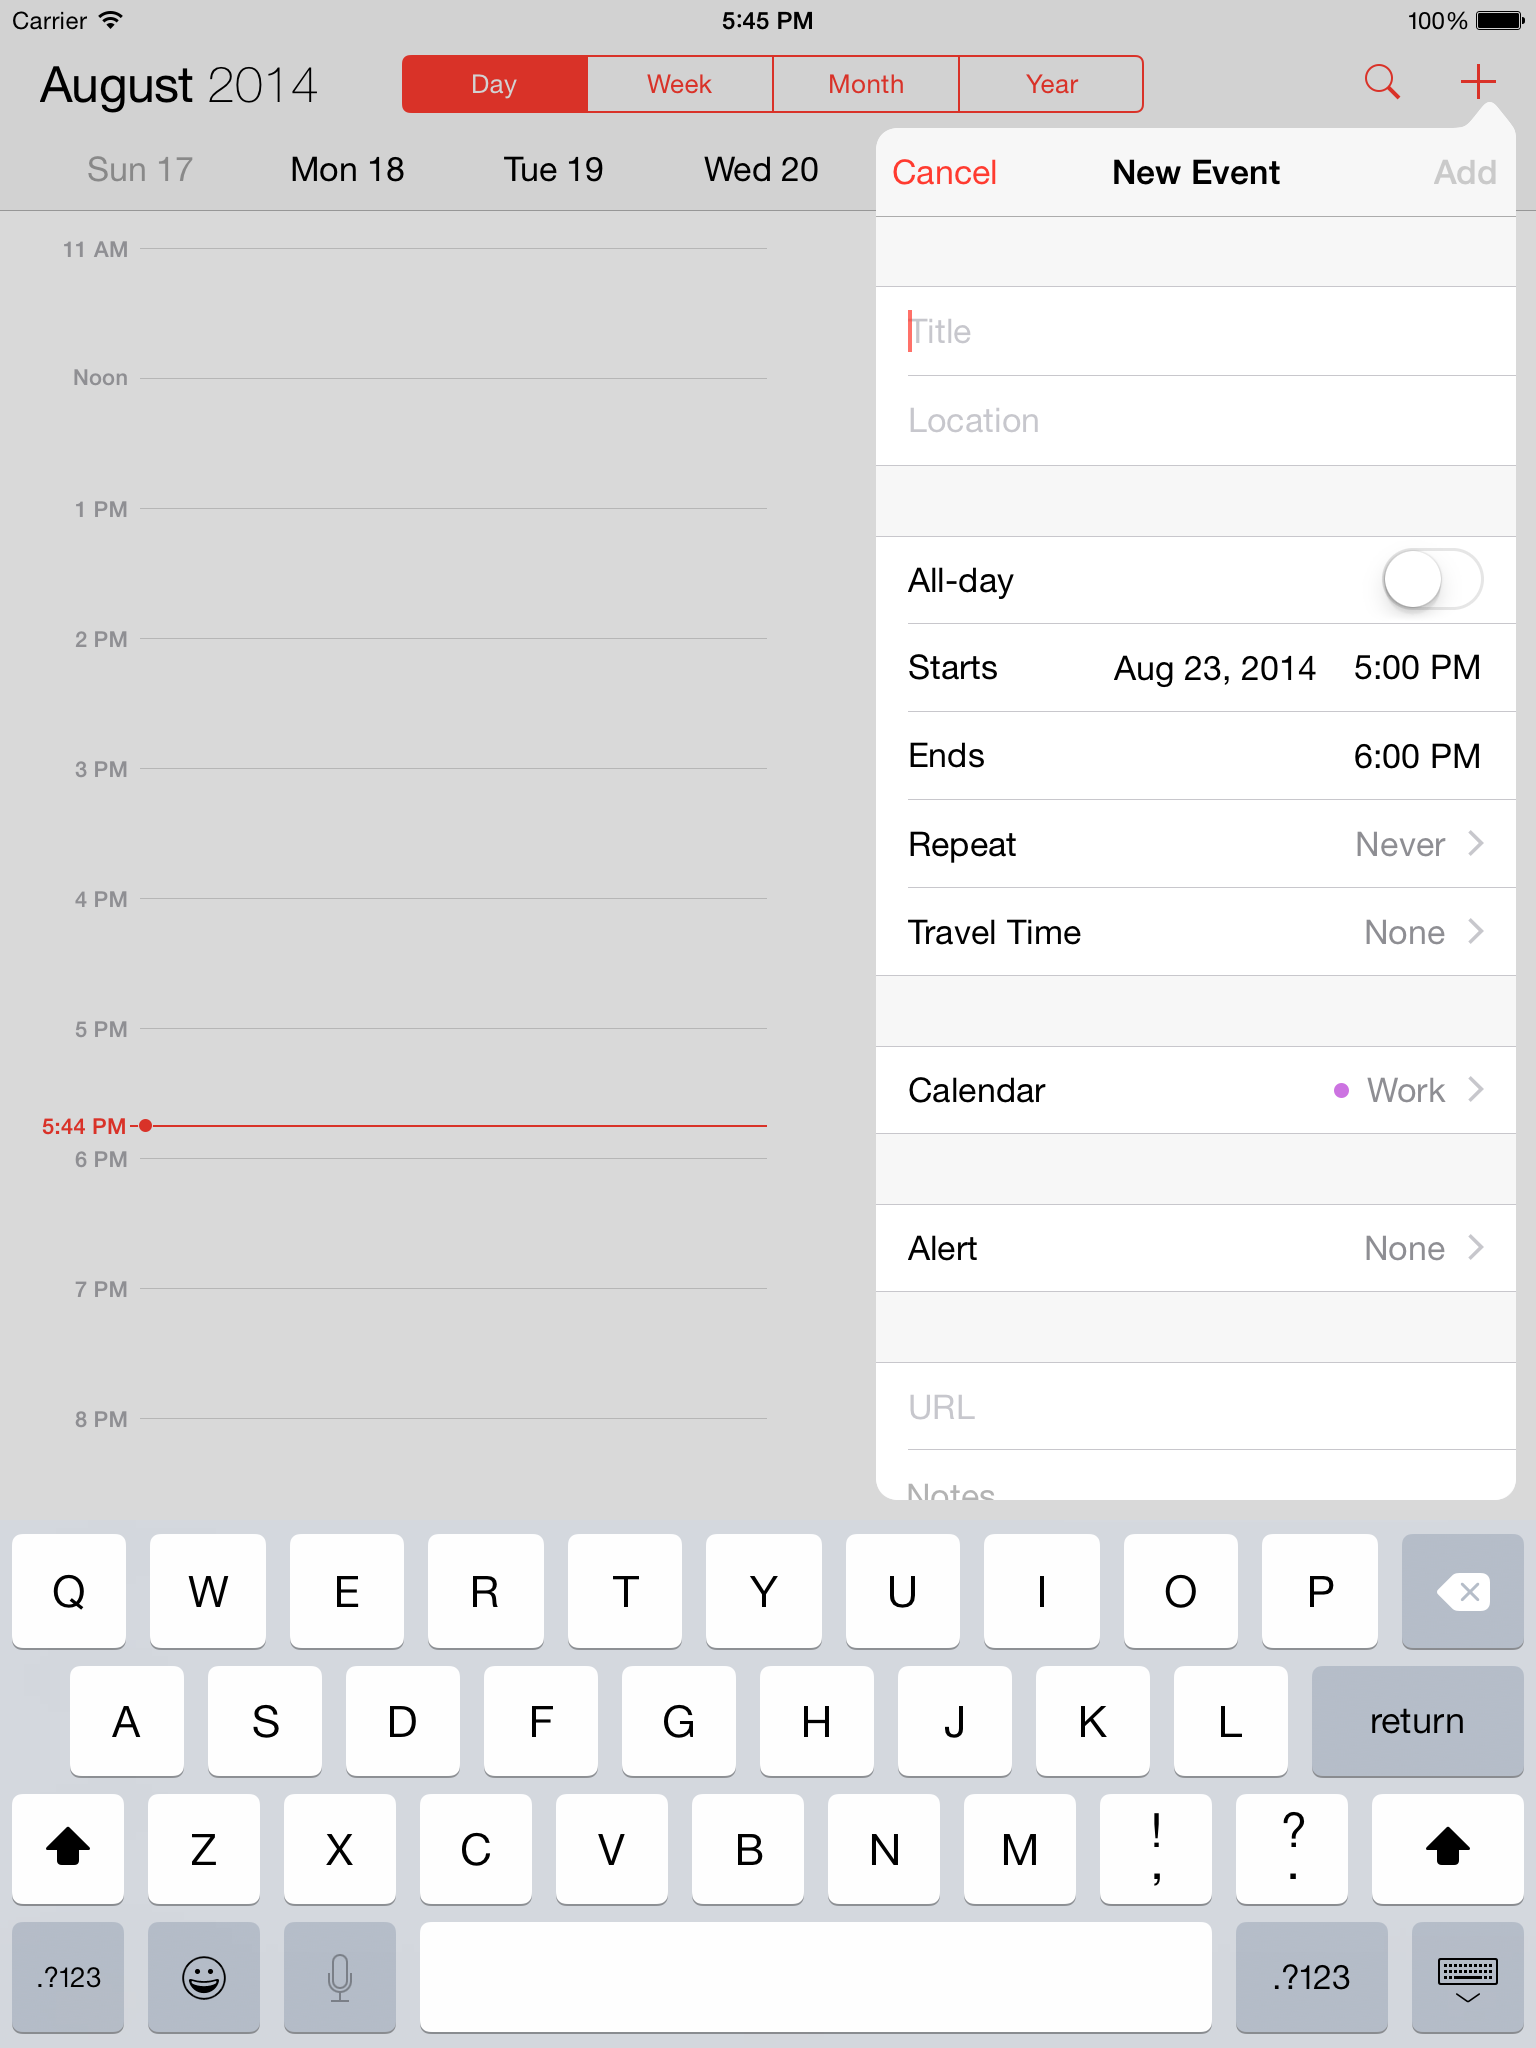 Carrier 5:45 PM 100%
August 2014 Day Week Month Year
Sun 17 Mon 18 Tue 19 Wed 20
Cancel New Event Add
11 AM
Noon
1 PM
2 PM
3 PM
4 PM
5 PM
5:44 PM
6 PM
7 PM
8 PM
Title
Location
All-day
Starts Aug 23, 2014 5:00 PM
Ends 6:00 PM
Repeat Never
Travel Time None
Calendar Work
Alert None
URL
Notes
Q W E R T Y U I O P
A S D F G H J K L return
Z X C V B N M ! , ? .
.?123 .?123